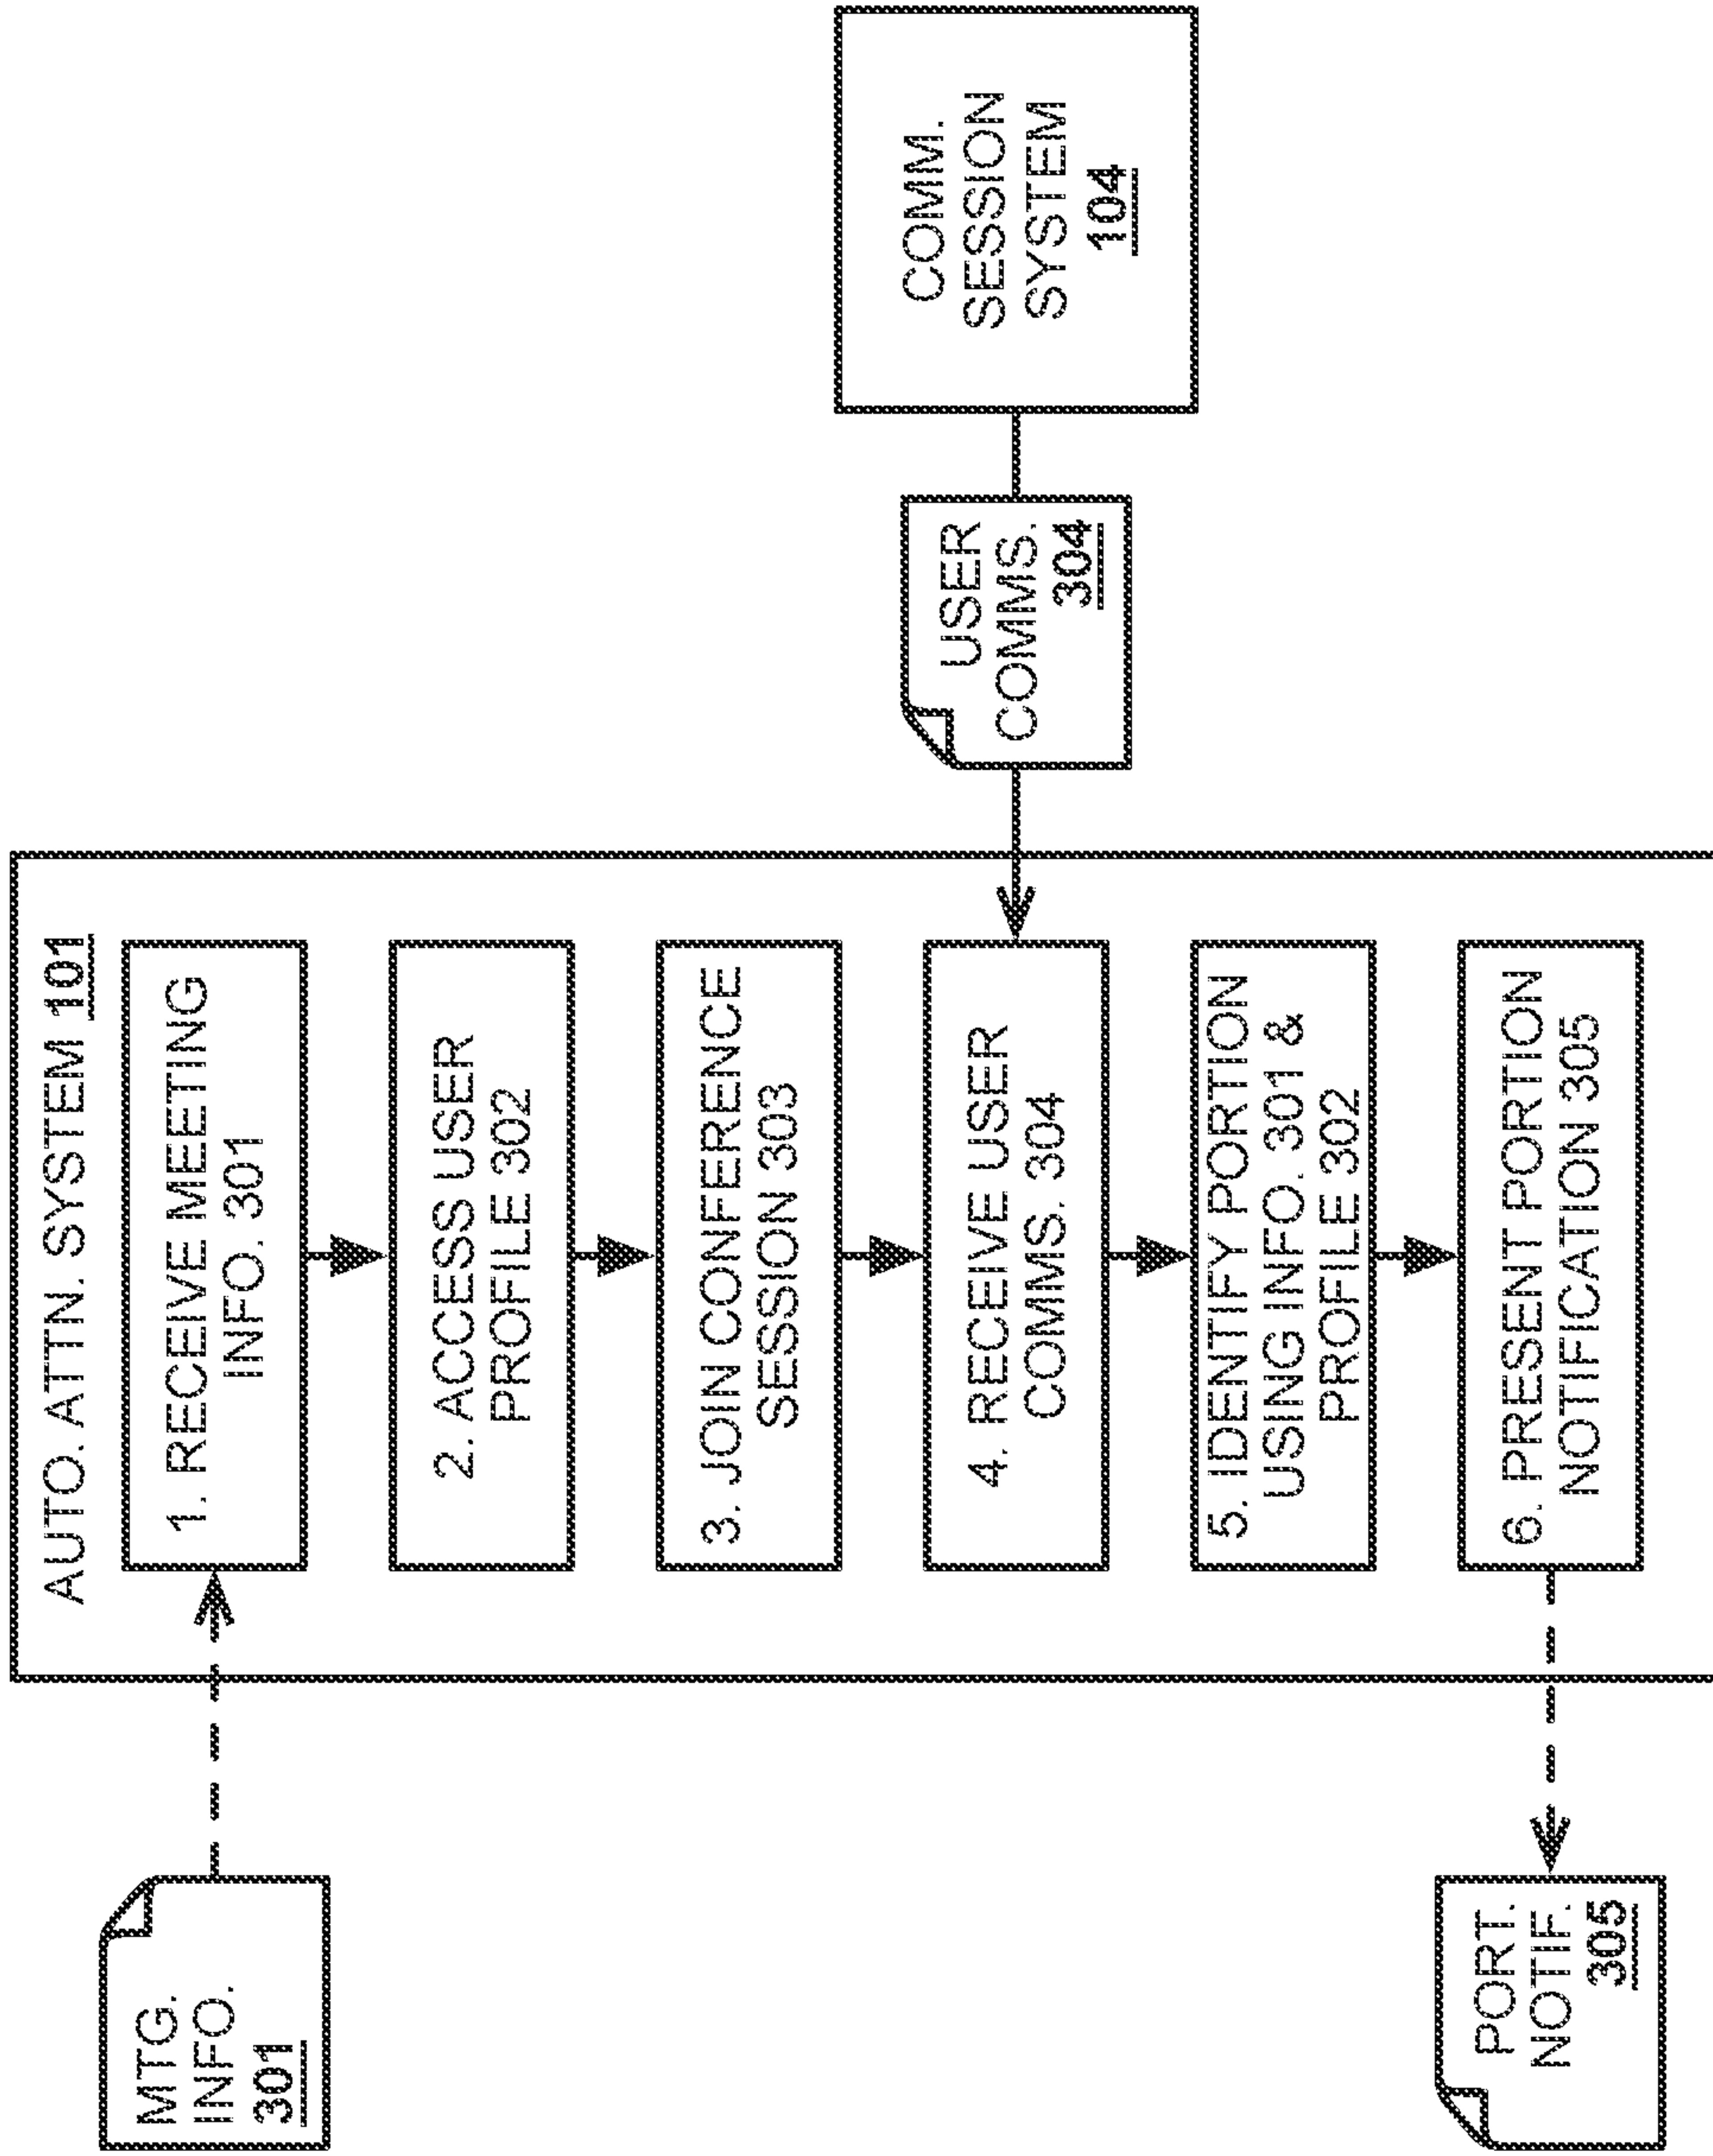 AUTO. ATTN. SYSTEM 101
MTG.
INFO.
301
1. RECEIVE MEETING
INFO. 301
2. ACCESS USER
PROFILE 302
3. JOIN CONFERENCE
SESSION 303
4. RECEIVE USER
COMMS. 304
USER
COMMS.
304
COMM.
SESSION
SYSTEM
104
5. IDENTIFY PORTION
USING INFO. 301 &
PROFILE 302
6. PRESENT PORTION
NOTIFICATION 305
PORT.
NOTIF.
305